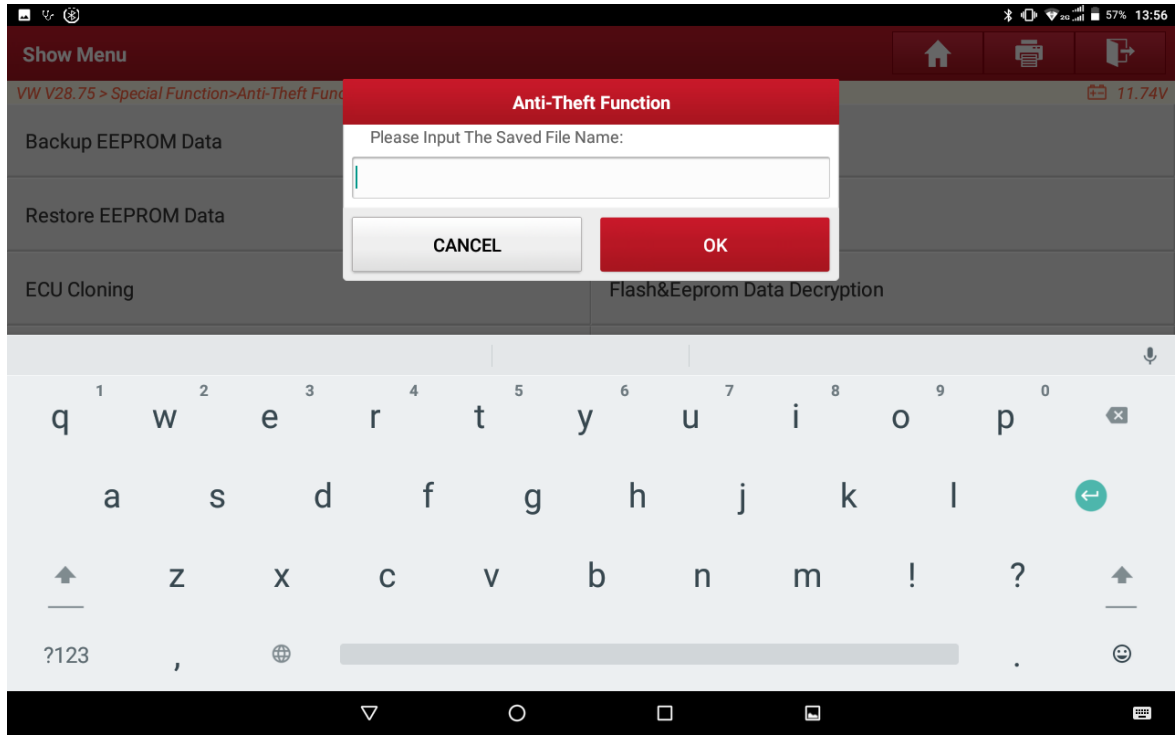 2G 57% 13:56
Show Menu
VW V28.75 > Special Function>Anti-Theft Func
11.74V
Anti-Theft Function
Please Input The Saved File Name:
CANCEL
OK
Backup EEPROM Data
Restore EEPROM Data
ECU Cloning
Flash&Eeprom Data Decryption
1 2 3 4 5 6 7 8 9 0
q w e r t y u i o p
a s d f g h j k l
z x c v b n m ! ?
?123 , .